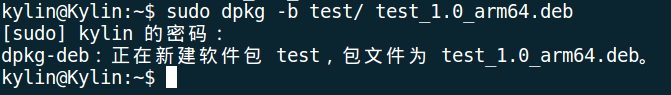 kylin@Kylin:~$ sudo dpkg -b test/ test_1.0_arm64.deb
[sudo] kylin 的密码：
dpkg-deb：正在新建软件包 test，包文件为 test_1.0_arm64.deb。
kylin@Kylin:~$